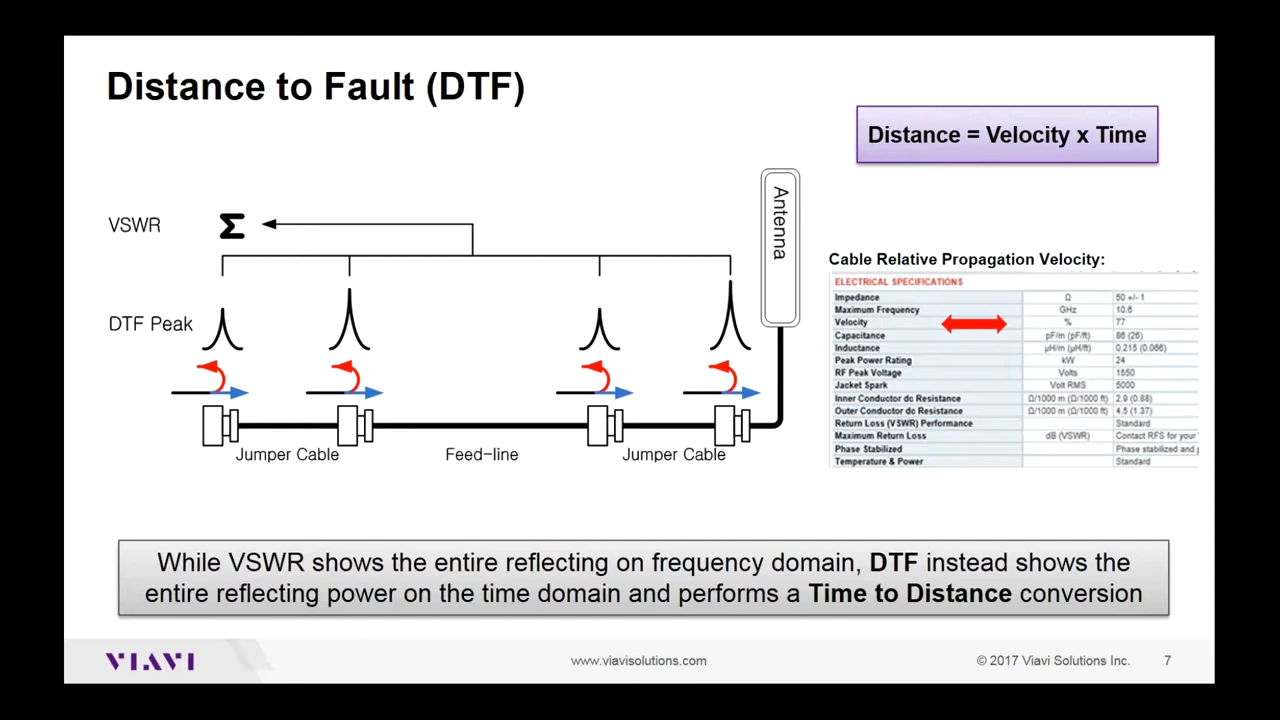 Distance to Fault (DTF)
Distance = Velocity x Time
VSWR
Σ
Antenna
DTF Peak
Jumper Cable
Feed-line
Jumper Cable
Cable Relative Propagation Velocity:
ELECTRICAL SPECIFICATIONS
Impedance Ω 50 +/- 1
Maximum Frequency GHz 10.6
Velocity % 77
Capacitance pF/m (pF/ft) 86 (26)
Inductance µH/m (µH/ft) 0.215 (0.066)
Peak Power Rating kW 24
RF Peak Voltage Volts 1550
Jacket Spark Volt RMS 5000
Inner Conductor dc Resistance Ω/1000 m (Ω/1000 ft) 2.9 (0.88)
Outer Conductor dc Resistance Ω/1000 m (Ω/1000 ft) 4.5 (1.37)
Return Loss (VSWR) Performance Standard
Maximum Return Loss dB (VSWR) Contact RFS for your
Phase Stabilized Phase stabilized and
Temperature & Power Standard
While VSWR shows the entire reflecting on frequency domain, DTF instead shows the
entire reflecting power on the time domain and performs a Time to Distance conversion
VIAVI
www.viavisolutions.com
© 2017 Viavi Solutions Inc.
7